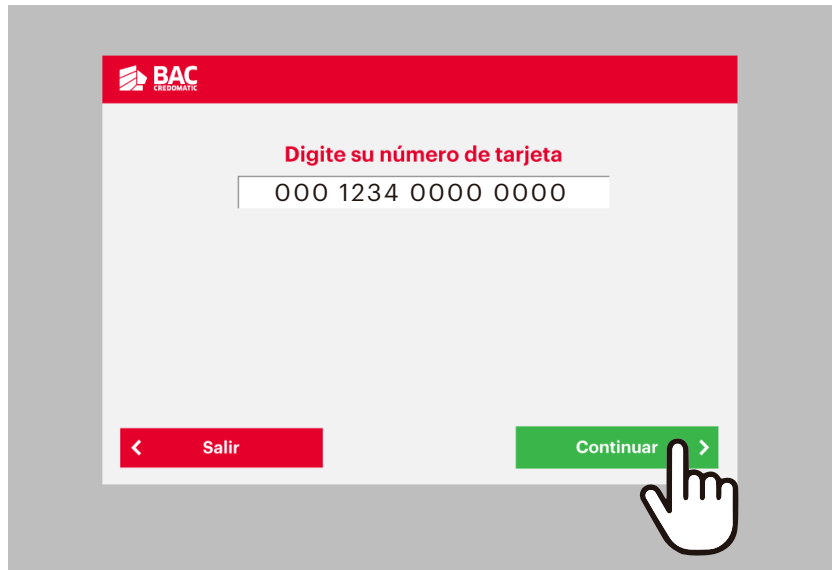 BAC
CREDOMATIC
Digite su número de tarjeta
000 1234 0000 0000
Salir
Continuar